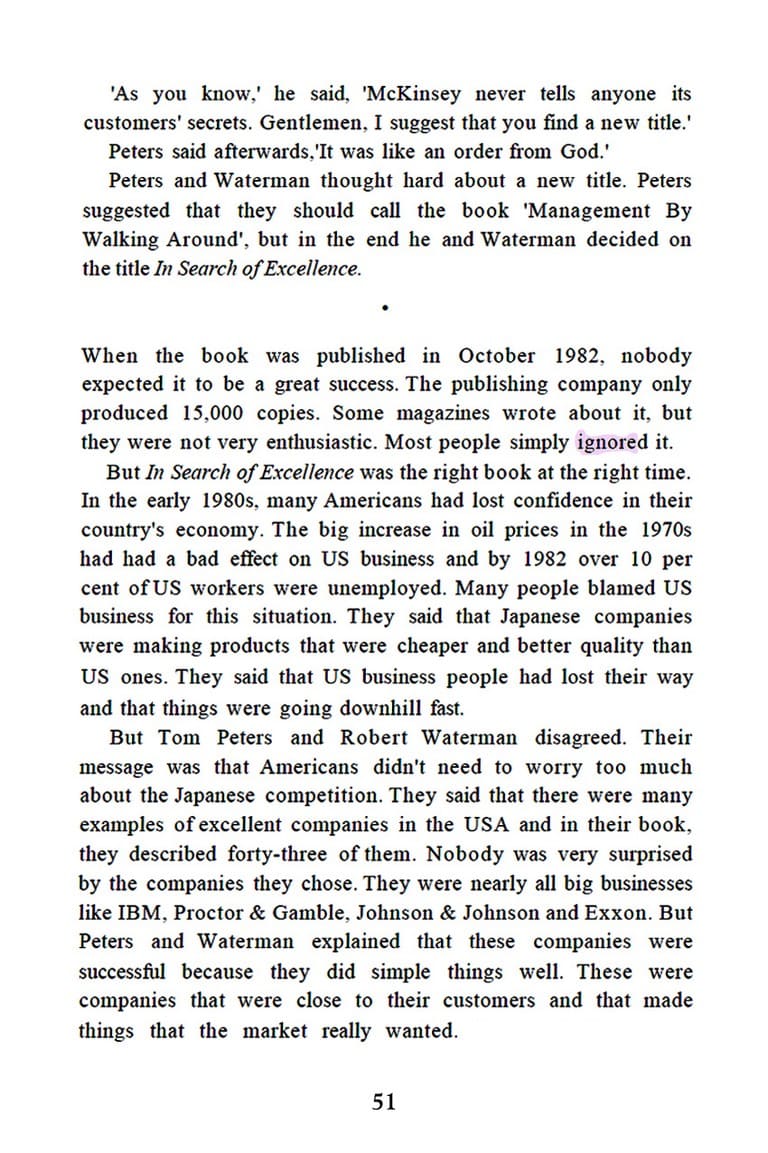 'As you know,' he said, 'McKinsey never tells anyone its
customers' secrets. Gentlemen, I suggest that you find a new title.'
Peters said afterwards,'It was like an order from God.'
Peters and Waterman thought hard about a new title. Peters
suggested that they should call the book 'Management By
Walking Around', but in the end he and Waterman decided on
the title In Search of Excellence.
•
When the book was published in October 1982, nobody
expected it to be a great success. The publishing company only
produced 15,000 copies. Some magazines wrote about it, but
they were not very enthusiastic. Most people simply ignored it.
But In Search of Excellence was the right book at the right time.
In the early 1980s, many Americans had lost confidence in their
country's economy. The big increase in oil prices in the 1970s
had had a bad effect on US business and by 1982 over 10 per
cent of US workers were unemployed. Many people blamed US
business for this situation. They said that Japanese companies
were making products that were cheaper and better quality than
US ones. They said that US business people had lost their way
and that things were going downhill fast.
But Tom Peters and Robert Waterman disagreed. Their
message was that Americans didn't need to worry too much
about the Japanese competition. They said that there were many
examples of excellent companies in the USA and in their book,
they described forty-three of them. Nobody was very surprised
by the companies they chose. They were nearly all big businesses
like IBM, Proctor & Gamble, Johnson & Johnson and Exxon. But
Peters and Waterman explained that these companies were
successful because they did simple things well. These were
companies that were close to their customers and that made
things that the market really wanted.
51